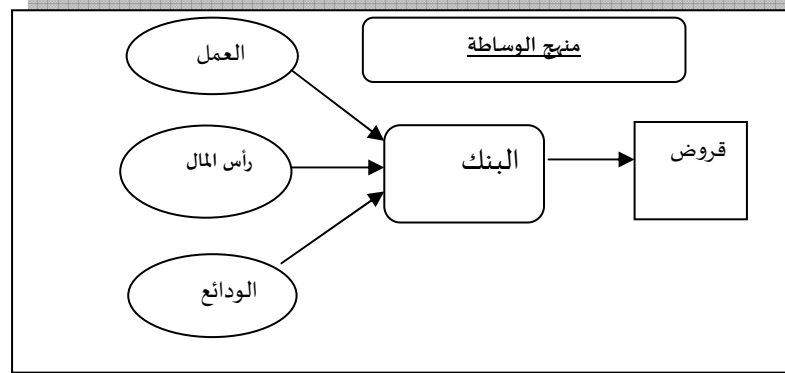 منهج الوساطة
العمل
رأس المال
الودائع
البنك
قروض